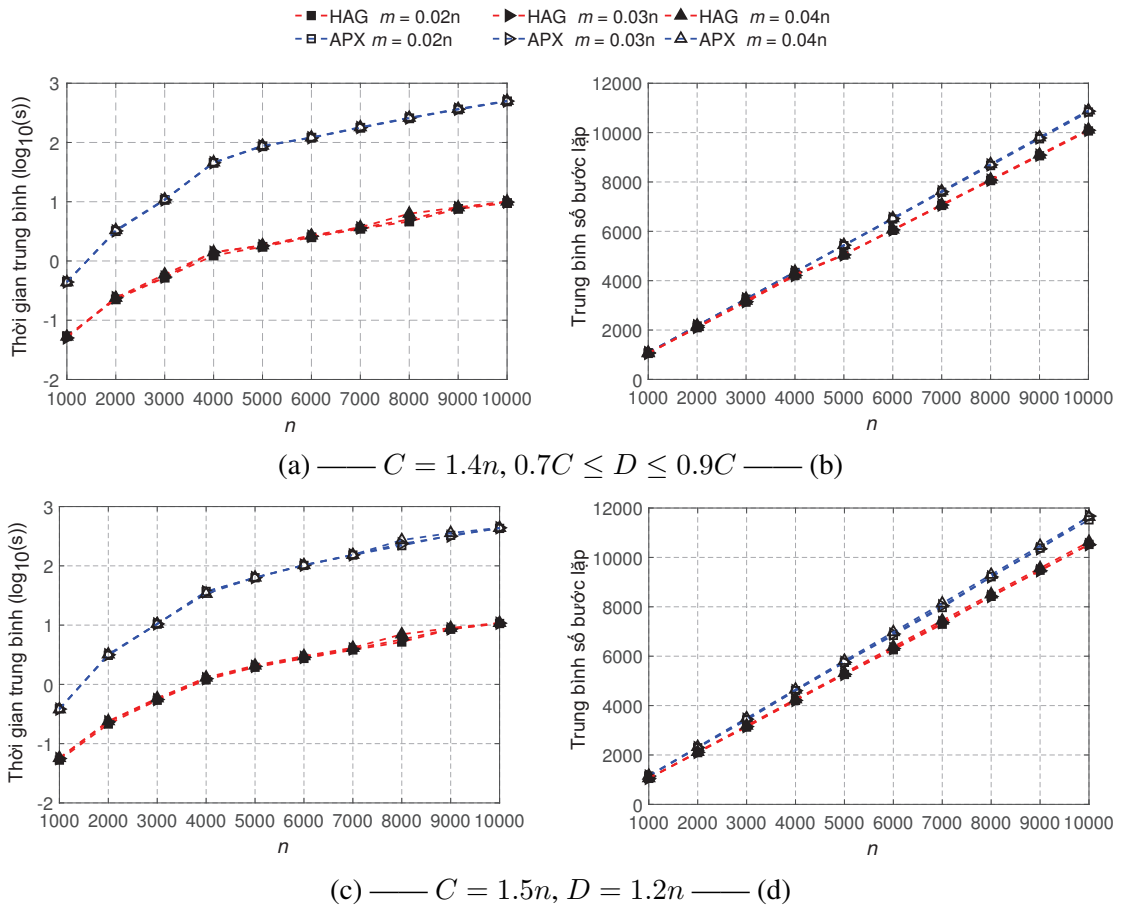 HAG m = 0.02n HAG m = 0.03n HAG m = 0.04n
APX m = 0.02n APX m = 0.03n APX m = 0.04n
Thời gian trung bình (log10(s))
3
2
1
0
-1
-2
1000 2000 3000 4000 5000 6000 7000 8000 9000 10000
n
Trung bình số bước lặp
12000
10000
8000
6000
4000
2000
0
1000 2000 3000 4000 5000 6000 7000 8000 9000 10000
n
(a) —— C = 1.4n, 0.7C ≤ D ≤ 0.9C —— (b)
Thời gian trung bình (log10(s))
3
2
1
0
-1
-2
1000 2000 3000 4000 5000 6000 7000 8000 9000 10000
n
Trung bình số bước lặp
12000
10000
8000
6000
4000
2000
0
1000 2000 3000 4000 5000 6000 7000 8000 9000 10000
n
(c) —— C = 1.5n, D = 1.2n —— (d)